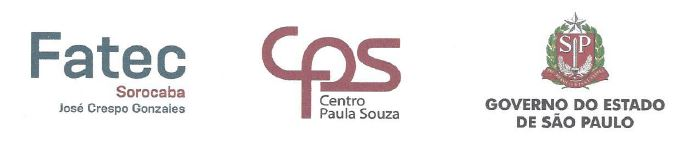 Fatec
Sorocaba
José Crespo Gonzales
cps
Centro
Paula Souza
SP
GOVERNO DO ESTADO
DE SÃO PAULO